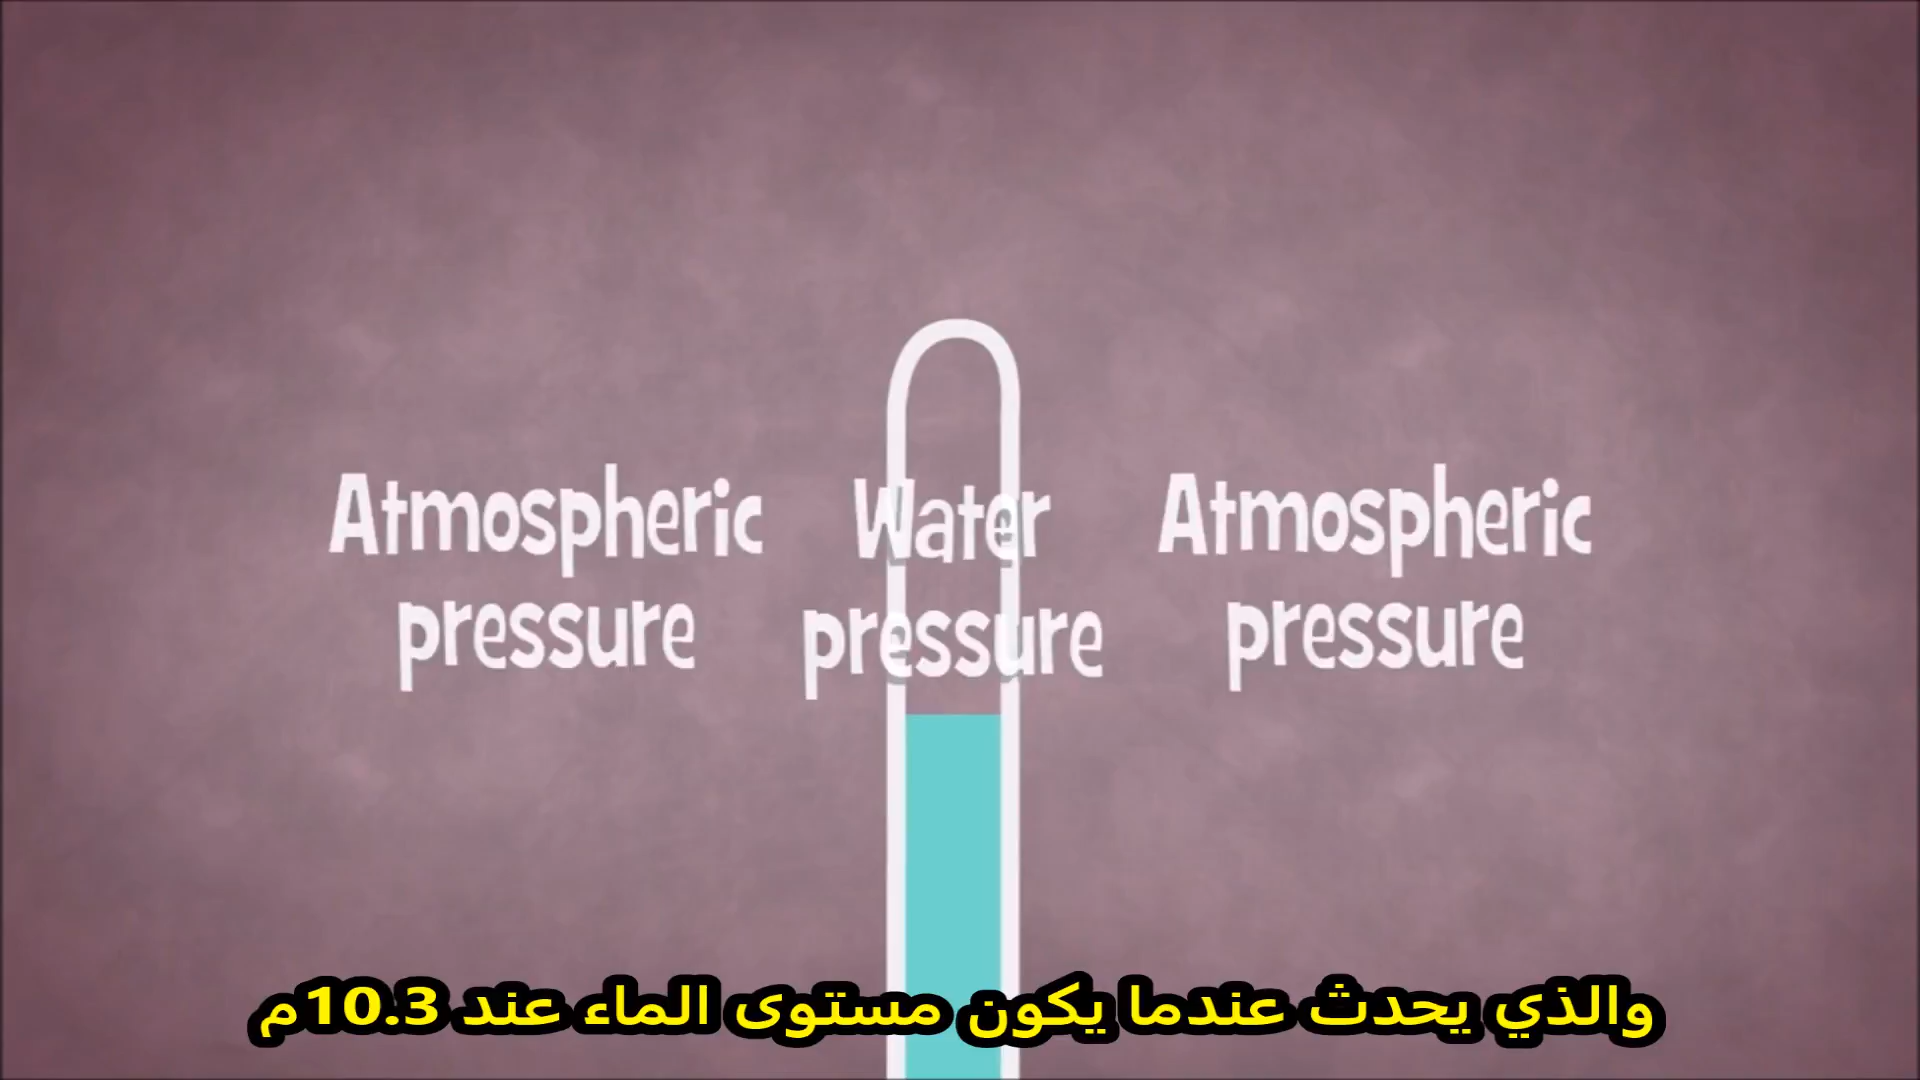 Atmospheric
pressure
Water
pressure
Atmospheric
pressure
والذي يحدث عندما يكون مستوى الماء عند 10.3م